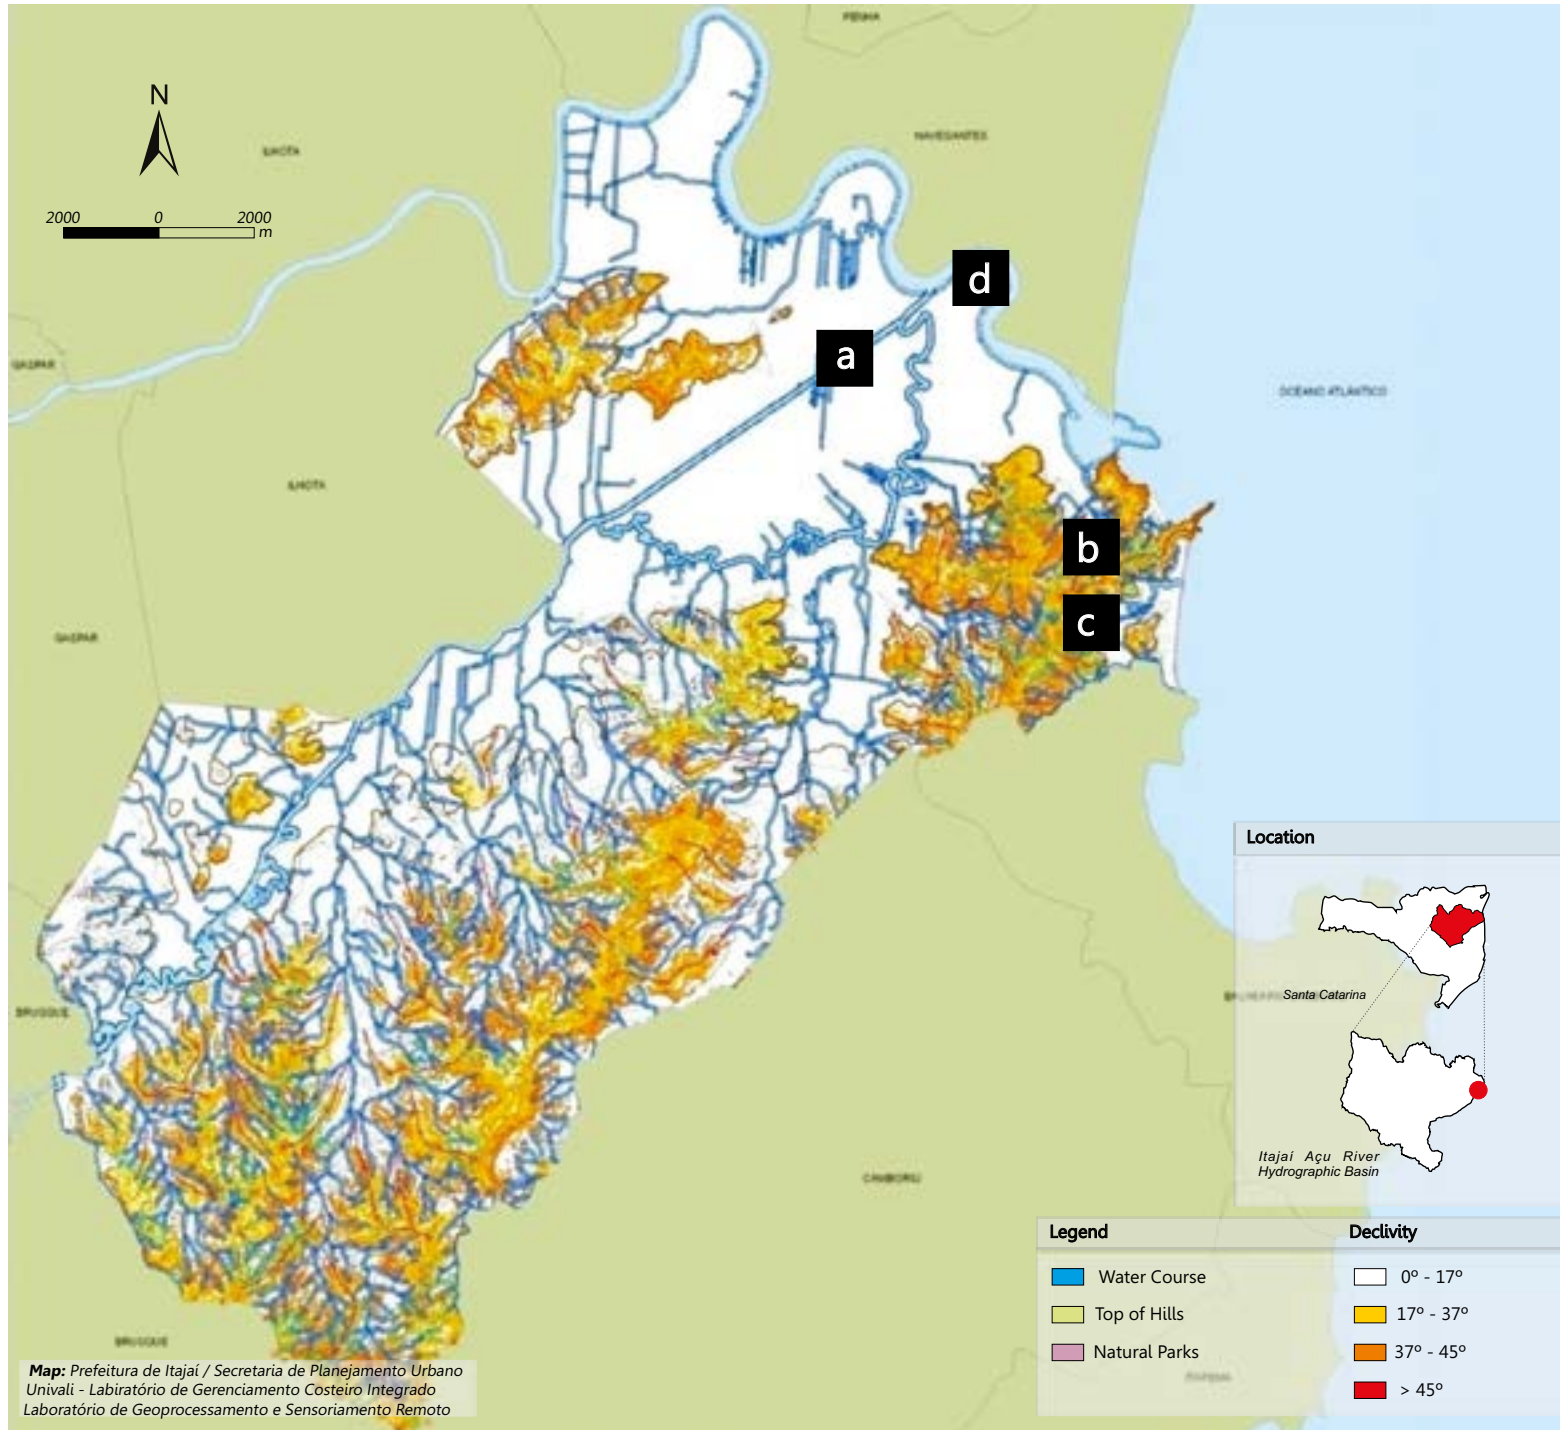 PENHA
N
ILHOTA
NAVEGANTES
2000 0 2000
m
d
a
GASPAR
OCEANO ATLÂNTICO
ILHOTA
b
c
GASPAR
Location
Santa Catarina
BRUSQUE
Itajaí Açu River
Hydrographic Basin
CAMBORIÚ
Legend
Declivity
Water Course
0º - 17º
Top of Hills
17º - 37º
Natural Parks
37º - 45º
> 45º
BRUSQUE
Map: Prefeitura de Itajaí / Secretaria de Planejamento Urbano
Univali - Labiratório de Gerenciamento Costeiro Integrado
Laboratório de Geoprocessamento e Sensoriamento Remoto